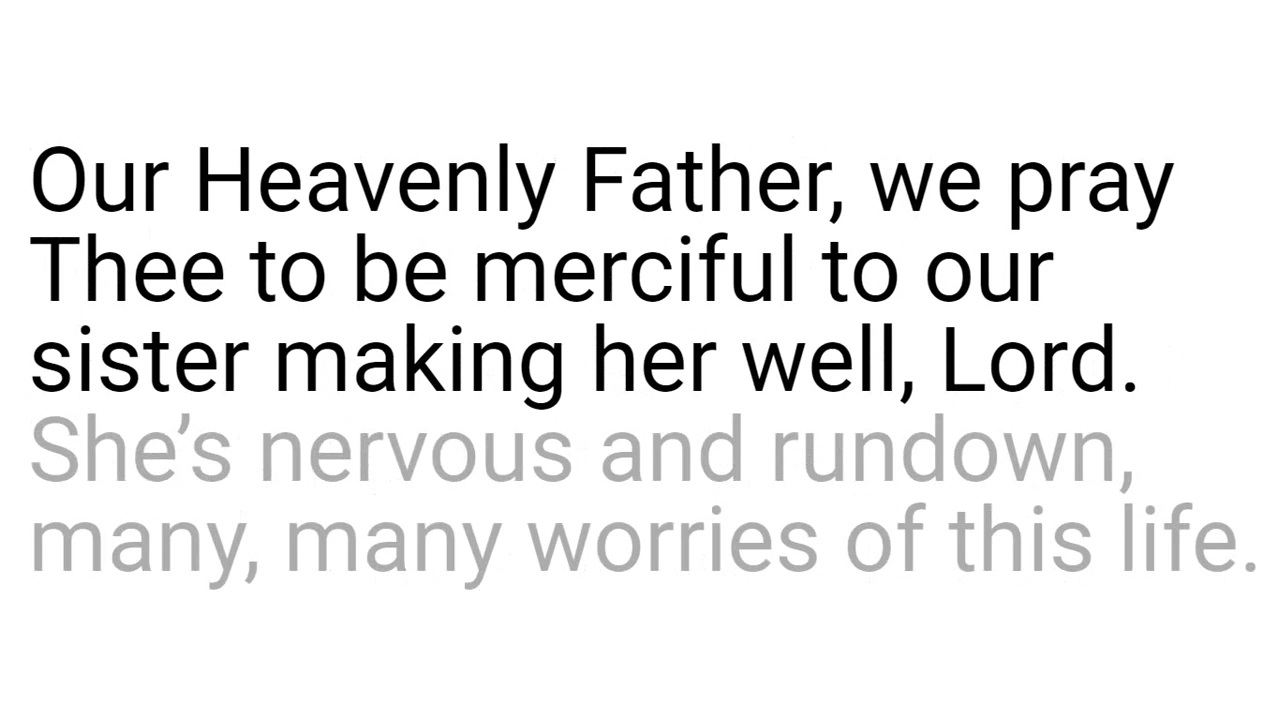 Our Heavenly Father, we pray
Thee to be merciful to our
sister making her well, Lord.
She’s nervous and rundown,
many, many worries of this life.